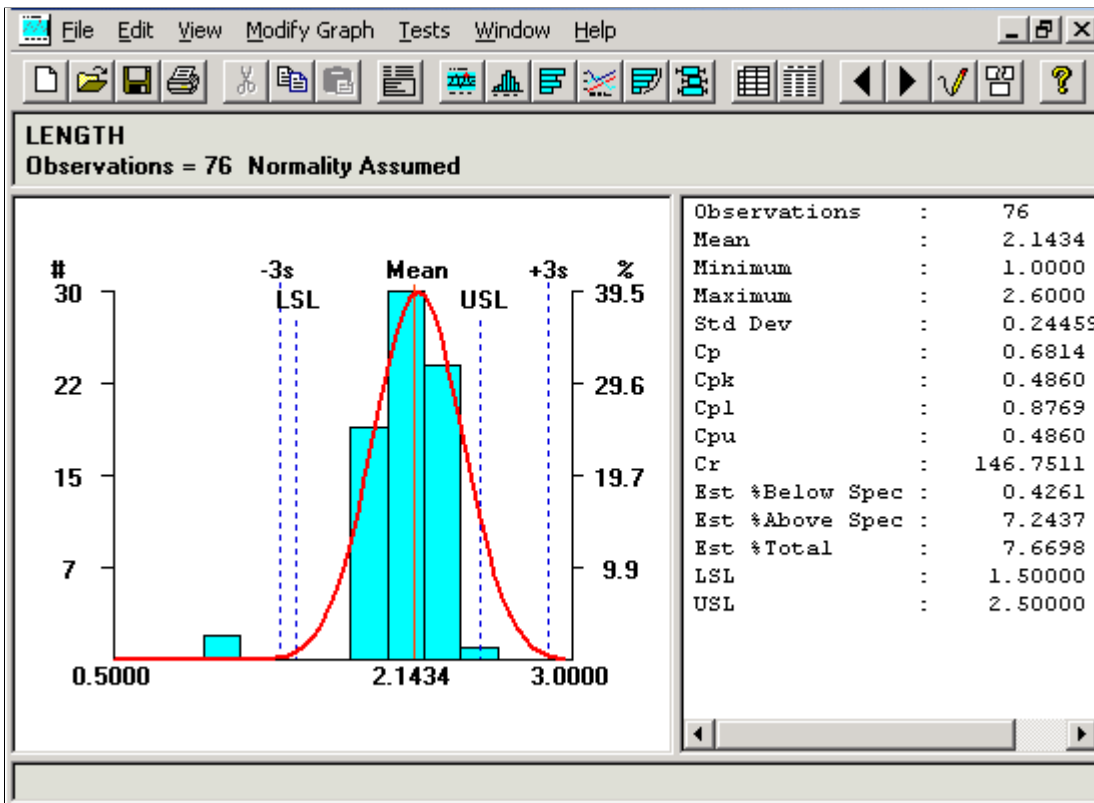 File Edit View Modify Graph Tests Window Help
LENGTH
Observations = 76 Normality Assumed
# -3s Mean +3s %
30 LSL USL 39.5
22 29.6
15 19.7
7 9.9
0.5000 2.1434 3.0000
Observations : 76
Mean : 2.1434
Minimum : 1.0000
Maximum : 2.6000
Std Dev : 0.24459
Cp : 0.6814
Cpk : 0.4860
Cpl : 0.8769
Cpu : 0.4860
Cr : 146.7511
Est %Below Spec : 0.4261
Est %Above Spec : 7.2437
Est %Total : 7.6698
LSL : 1.50000
USL : 2.50000